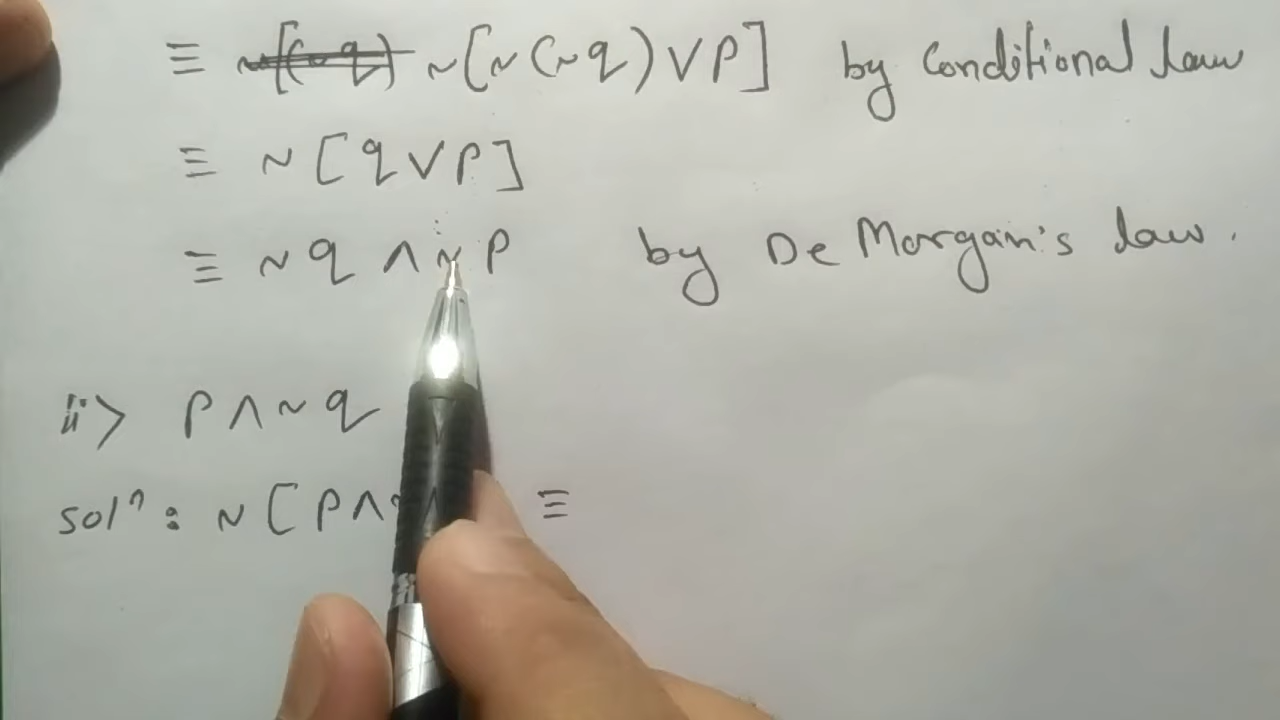 ≡ ~[~(~q)∨p] by Conditional law
≡ ~[q∨p]
≡ ~q ∧ ~p by De Morgan's law.
ii> p∧~q
solⁿ: ~[p∧ ≡